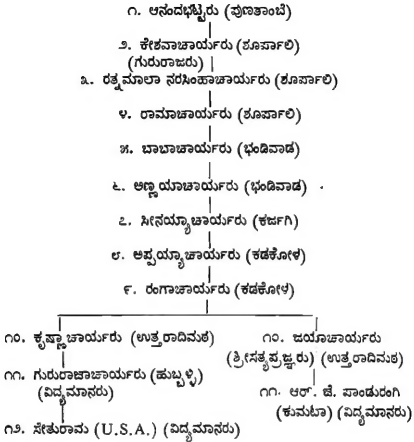 ೧. ಆನಂದಭಟ್ಟರು (ಪುಣತಾಂಬೆ)
೨. ಕೇಶವಾಚಾರ್ಯರು (ಶೂರ್ಪಾಲಿ)
(ಗುರುರಾಜರು)
೩. ರತ್ನಮಾಲಾ ನರಸಿಂಹಾಚಾರ್ಯರು (ಶೂರ್ಪಾಲಿ)
೪. ರಾಮಾಚಾರ್ಯರು (ಶೂರ್ಪಾಲಿ)
೫. ಬಾಬಾಚಾರ್ಯರು (ಭಂಡಿವಾಡ)
೬. ಅಣ್ಣಯಾಚಾರ್ಯರು (ಭಂಡಿವಾಡ)
೭. ಸೀನಯ್ಯಾಚಾರ್ಯರು (ಕರ್ಜಗಿ)
೮. ಅಪ್ಪಯ್ಯಾಚಾರ್ಯರು (ಕಡಕೋಳ)
೯. ರಂಗಾಚಾರ್ಯರು (ಕಡಕೋಳ)
೧೦. ಕೃಷ್ಣಾಚಾರ್ಯರು (ಉತ್ತರಾದಿಮಠ)
೧೧. ಗುರುರಾಜಾಚಾರ್ಯರು (ಹುಬ್ಬಳ್ಳಿ)
(ವಿದ್ಯಮಾನರು)
೧೨. ಸೇತುರಾಮ (U.S.A.) (ವಿದ್ಯಮಾನರು)
೧೦. ಜಯಾಚಾರ್ಯರು
(ಶ್ರೀಸತ್ಯಪ್ರಜ್ಞರು) (ಉತ್ತರಾದಿಮಠ)
೧೧. ಆರ್. ಜಿ. ಪಾಂಡುರಂಗಿ
(ಕುಮಟಾ) (ವಿದ್ಯಮಾನರು)